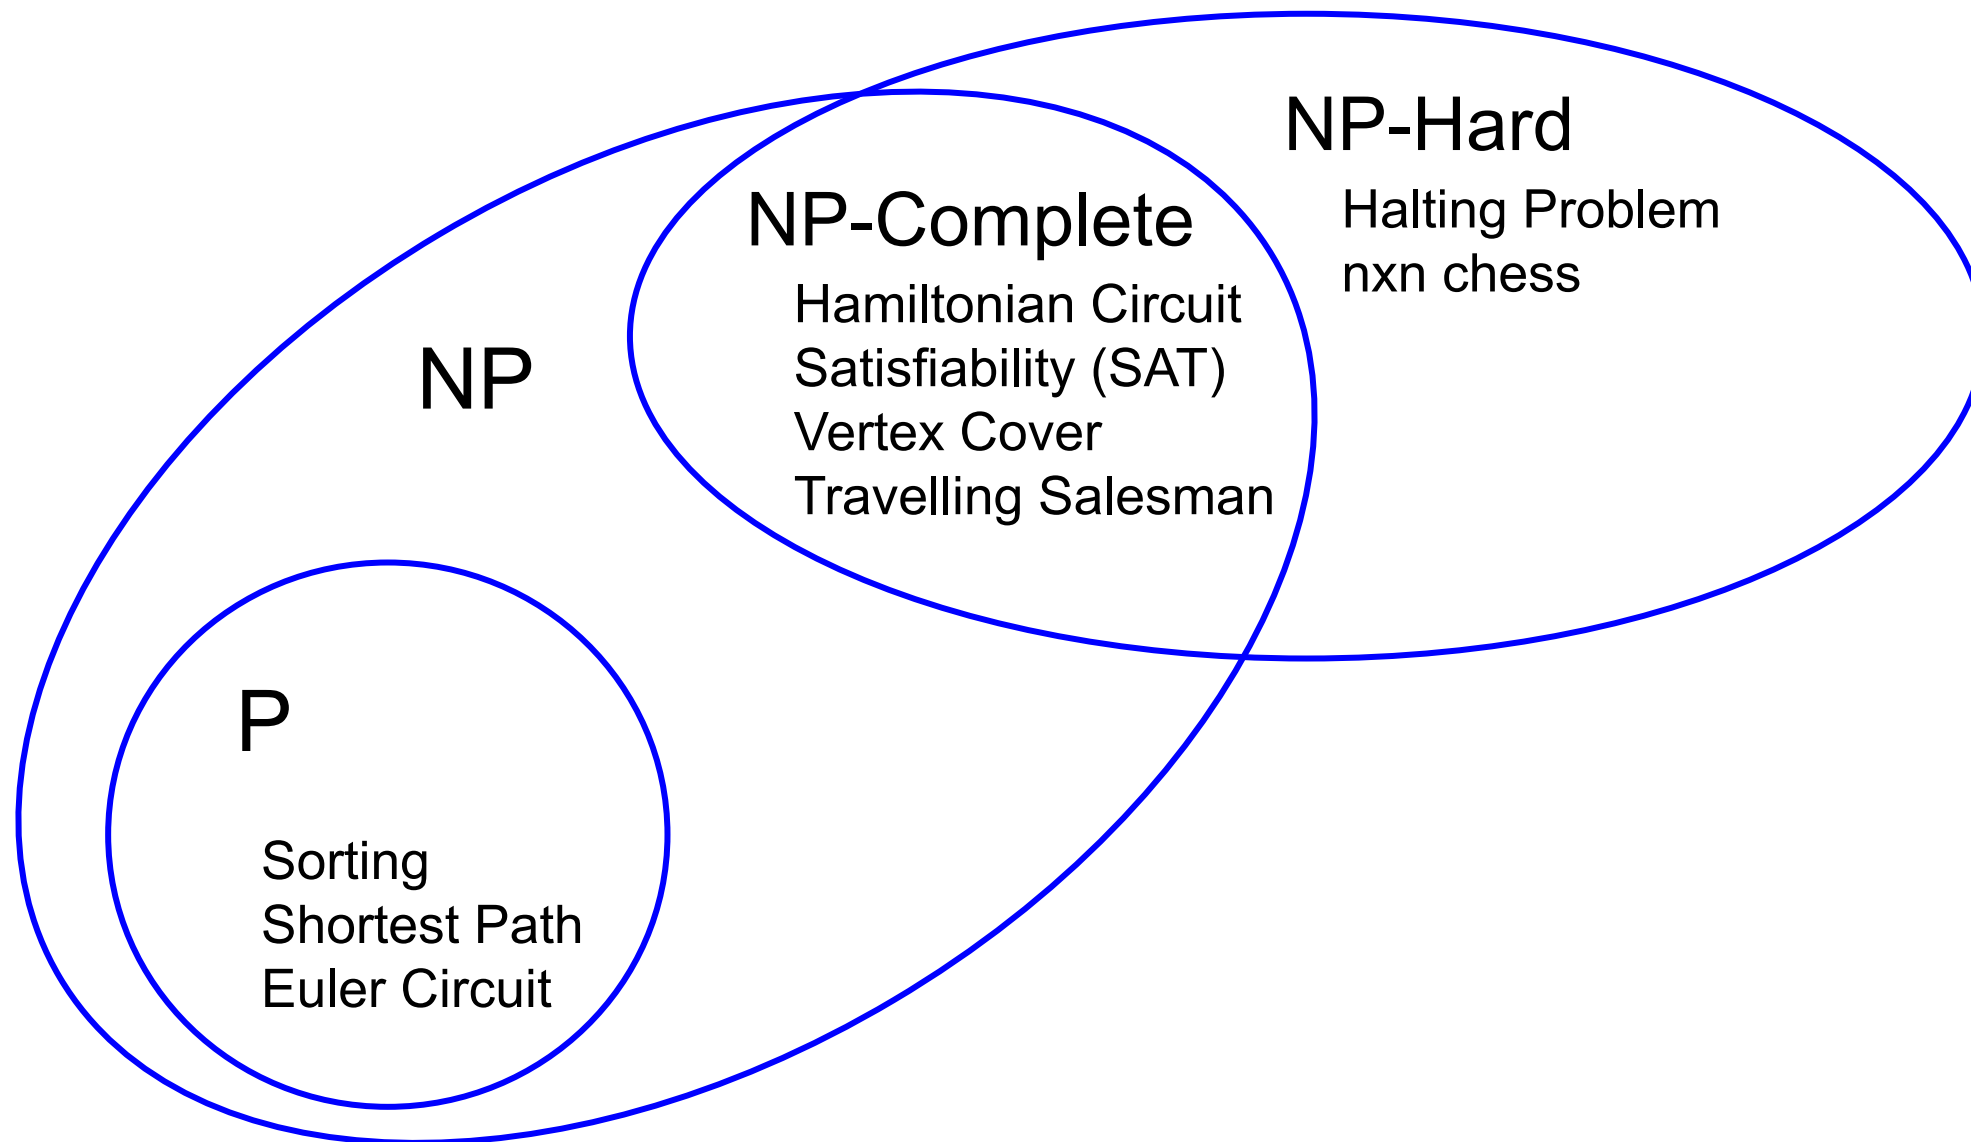 NP-Hard
Halting Problem
nxn chess
NP-Complete
Hamiltonian Circuit
Satisfiability (SAT)
Vertex Cover
Travelling Salesman
NP
P
Sorting
Shortest Path
Euler Circuit